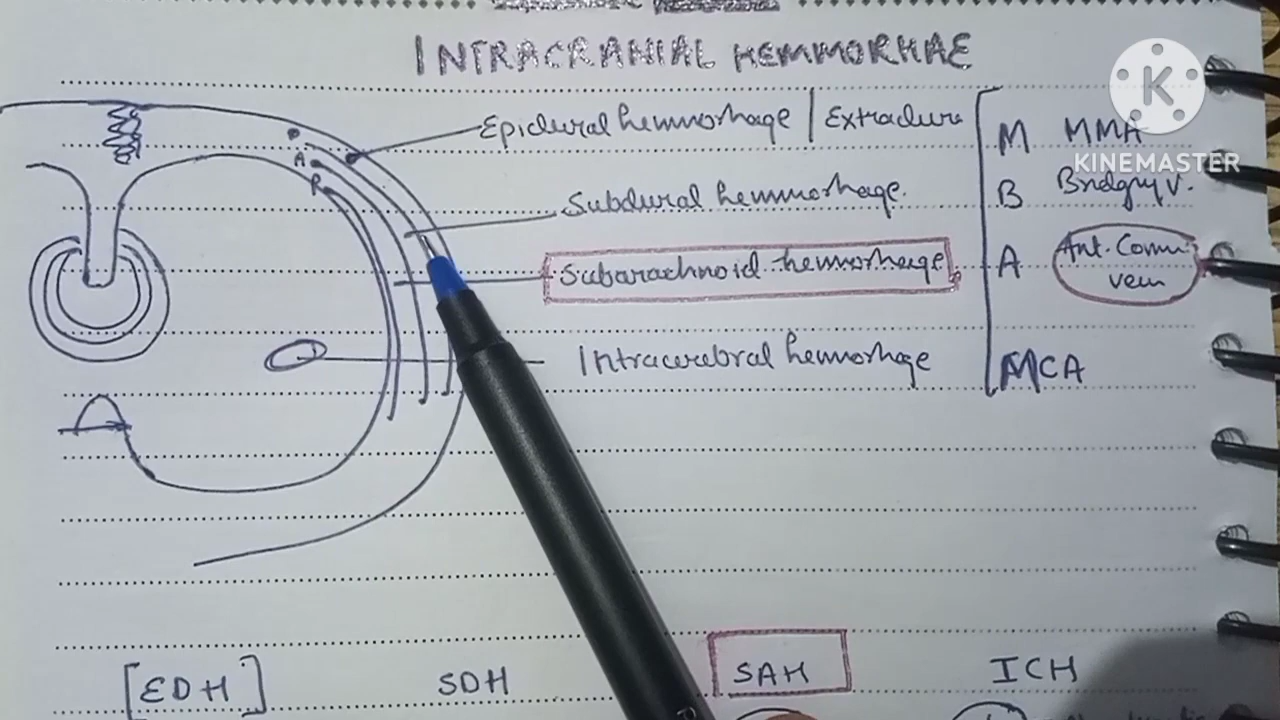 INTRACRANIAL HEMMORHAE
K
KINEMASTER
Epidural hemmorhage | Extradura
M MMA
Subdural hemmorhage.
B Bridging v.
Subarachnoid hemmorhage
A Ant. Commu. vein
Intracerebral hemmorhage
MCA
A
P
[EDH] SDH SAH ICH